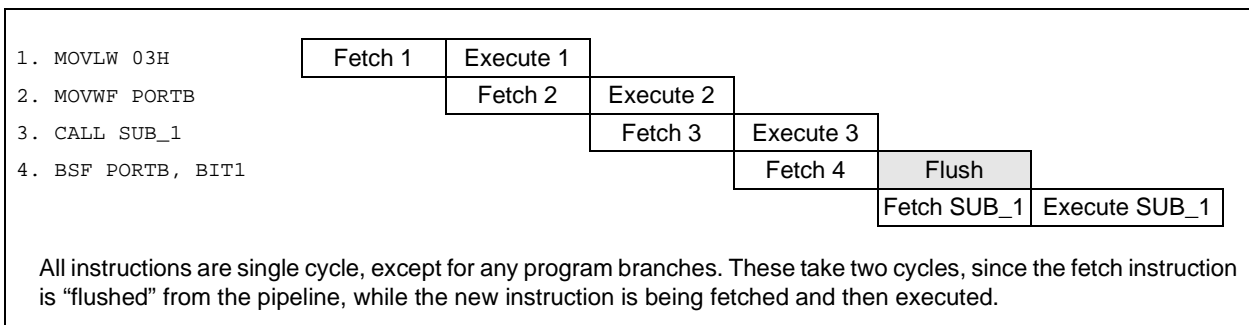 1. MOVLW 03H Fetch 1 Execute 1
2. MOVWF PORTB Fetch 2 Execute 2
3. CALL SUB_1 Fetch 3 Execute 3
4. BSF PORTB, BIT1 Fetch 4 Flush
Fetch SUB_1 Execute SUB_1
All instructions are single cycle, except for any program branches. These take two cycles, since the fetch instruction
is “flushed” from the pipeline, while the new instruction is being fetched and then executed.